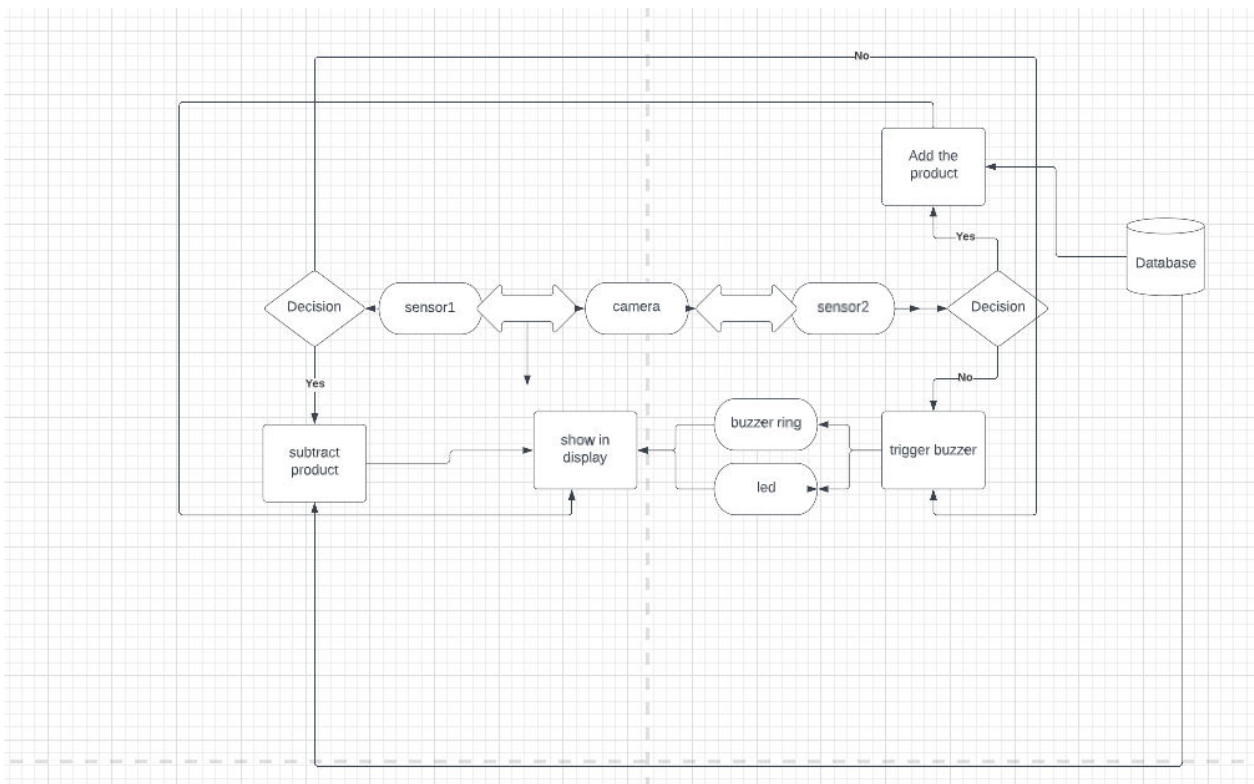 No
Add the
product
Yes
Database
Decision
sensor1
camera
sensor2
Decision
Yes
No
subtract
product
show in
display
buzzer ring
trigger buzzer
led